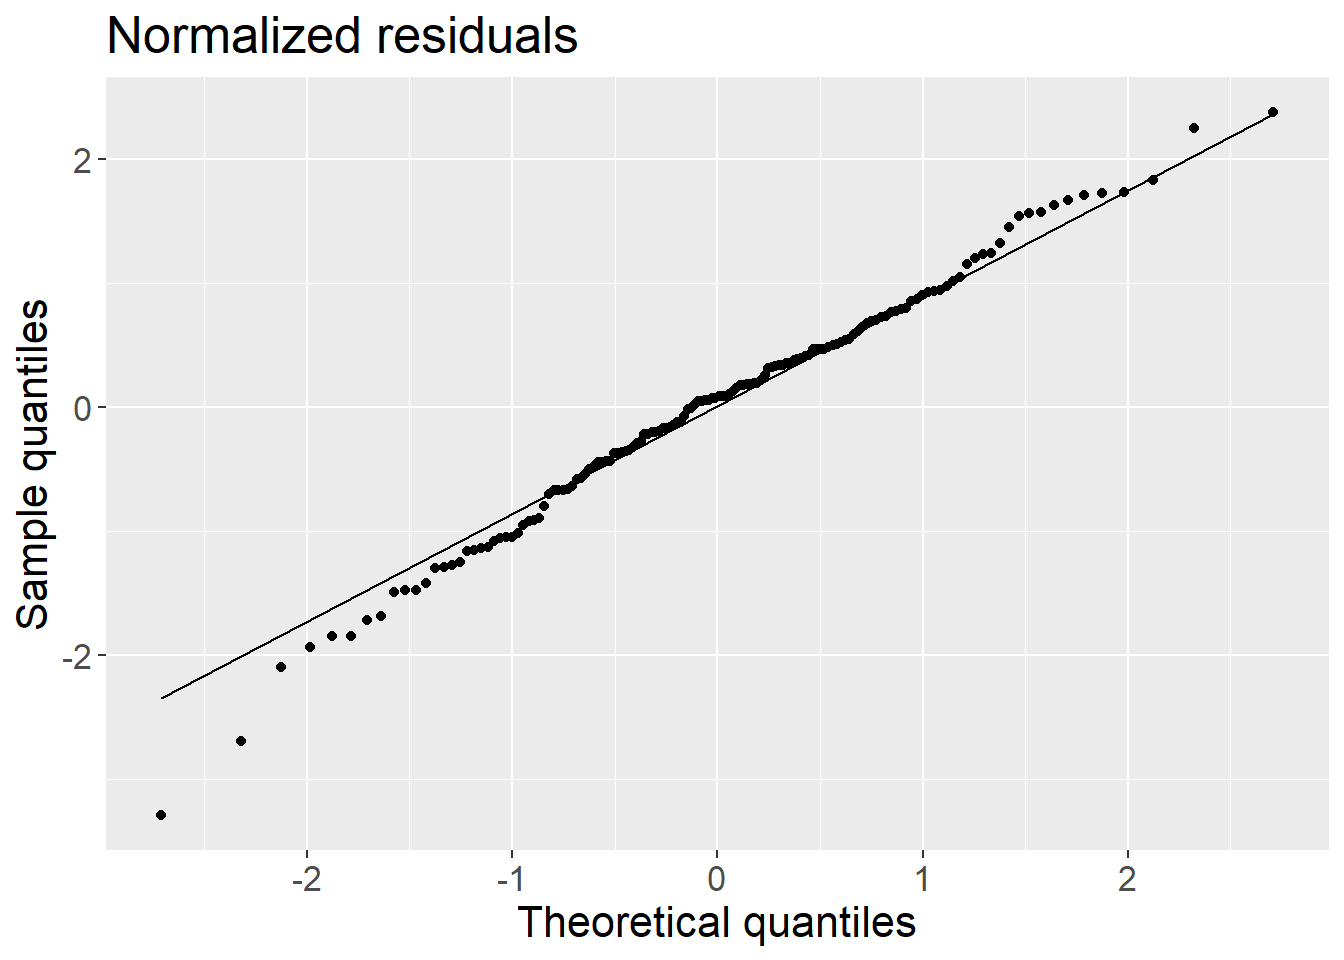 Normalized residuals
2
0
-2
Sample quantiles
-2
-1
0
1
2
Theoretical quantiles